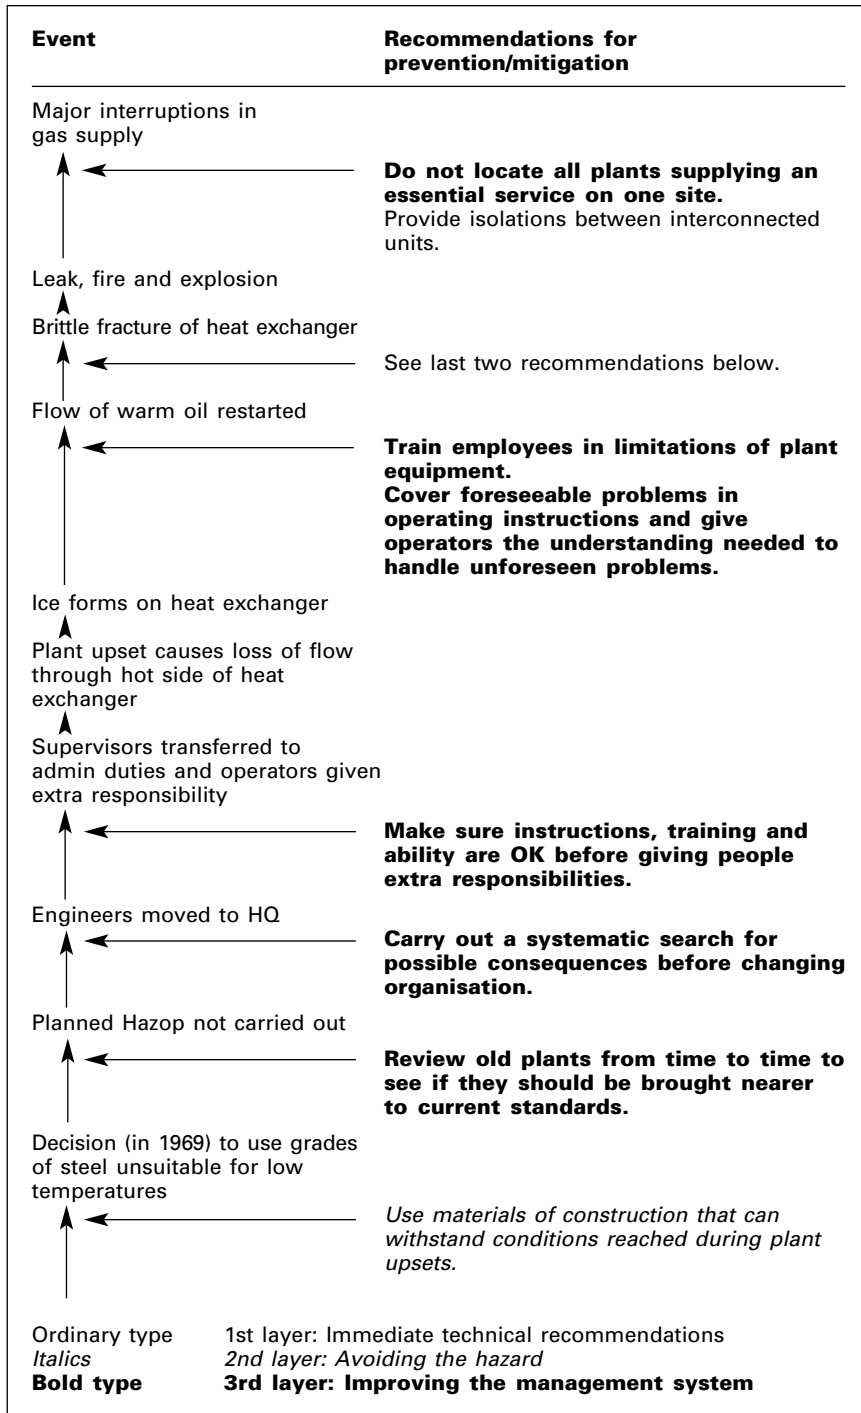 Event Recommendations for
prevention/mitigation
Major interruptions in
gas supply
Do not locate all plants supplying an
essential service on one site.
Provide isolations between interconnected
units.
Leak, fire and explosion
Brittle fracture of heat exchanger
See last two recommendations below.
Flow of warm oil restarted
Train employees in limitations of plant
equipment.
Cover foreseeable problems in
operating instructions and give
operators the understanding needed to
handle unforeseen problems.
Ice forms on heat exchanger
Plant upset causes loss of flow
through hot side of heat
exchanger
Supervisors transferred to
admin duties and operators given
extra responsibility
Make sure instructions, training and
ability are OK before giving people
extra responsibilities.
Engineers moved to HQ
Carry out a systematic search for
possible consequences before changing
organisation.
Planned Hazop not carried out
Review old plants from time to time to
see if they should be brought nearer
to current standards.
Decision (in 1969) to use grades
of steel unsuitable for low
temperatures
Use materials of construction that can
withstand conditions reached during plant
upsets.
Ordinary type 1st layer: Immediate technical recommendations
Italics 2nd layer: Avoiding the hazard
Bold type 3rd layer: Improving the management system